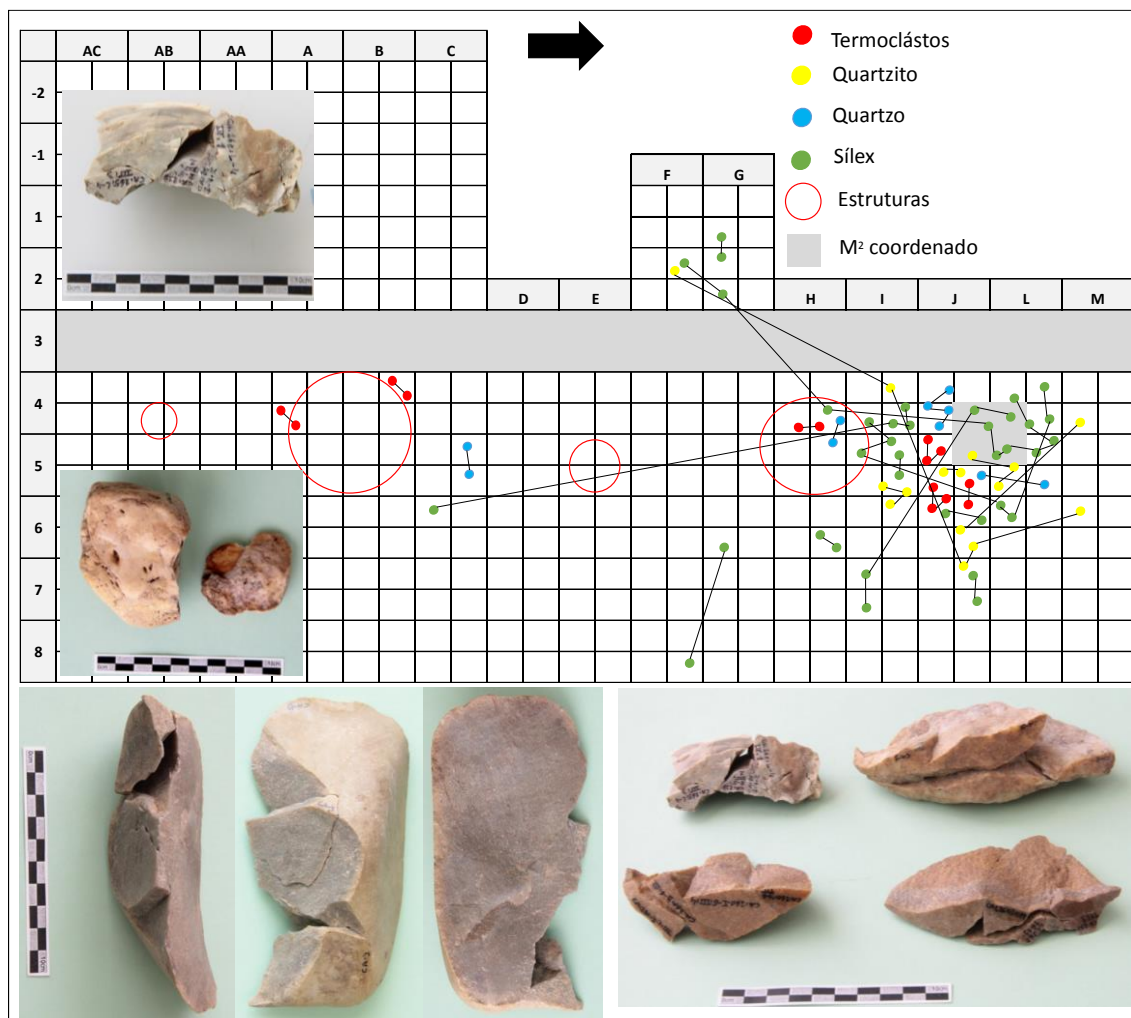 AC AB AA A B C
Termoclástos
Quartzito
Quartzo
Sílex
Estruturas
M² coordenado
-2
-1
F G
1
2
D E H I J L M
3
4
5
6
7
8